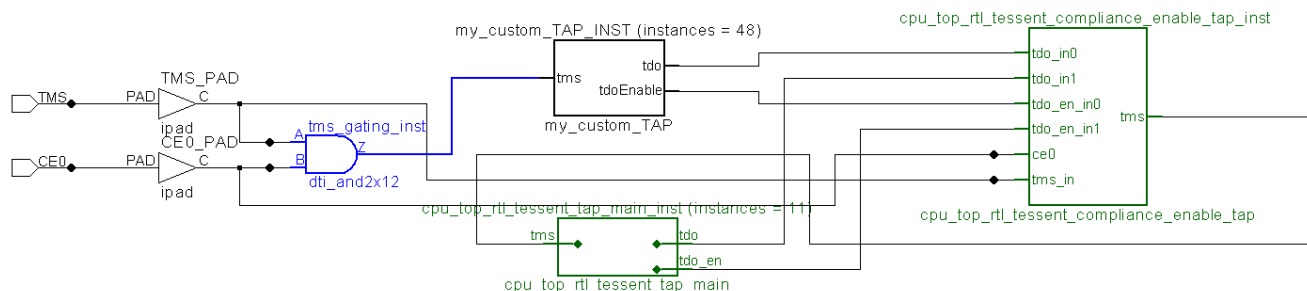 cpu_top_rtl_tessent_compliance_enable_tap_inst
my_custom_TAP_INST (instances = 48)
tdo_in0
tdo
TMS_PAD
tms
tdo_in1
tdoEnable
TMS
PAD
C
tdo_en_in0
ipad
my_custom_TAP
tms_gating_inst
tdo_en_in1
tms
CE0_PAD
A
Z
ce0
CE0
PAD
C
B
tms_in
ipad
dti_and2x12
cpu_top_rtl_tessent_tap_main_inst (instances = 11)
cpu_top_rtl_tessent_compliance_enable_tap
tms
tdo
tdo_en
cpu_top_rtl_tessent_tap_main